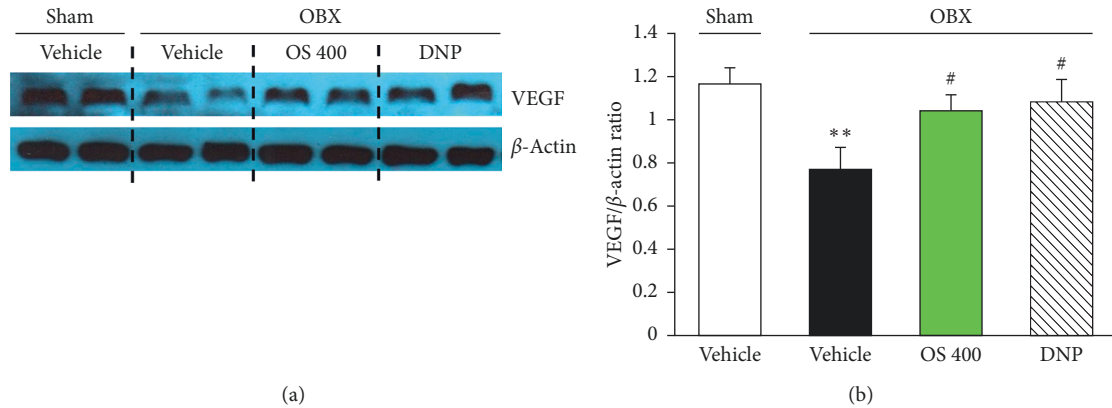 Sham OBX
Vehicle Vehicle OS 400 DNP
VEGF
β-Actin
(a)
Sham OBX
1.4
1.2
1
0.8
0.6
0.4
0.2
0
VEGF/β-actin ratio
**
#
#
Vehicle Vehicle OS 400 DNP
(b)